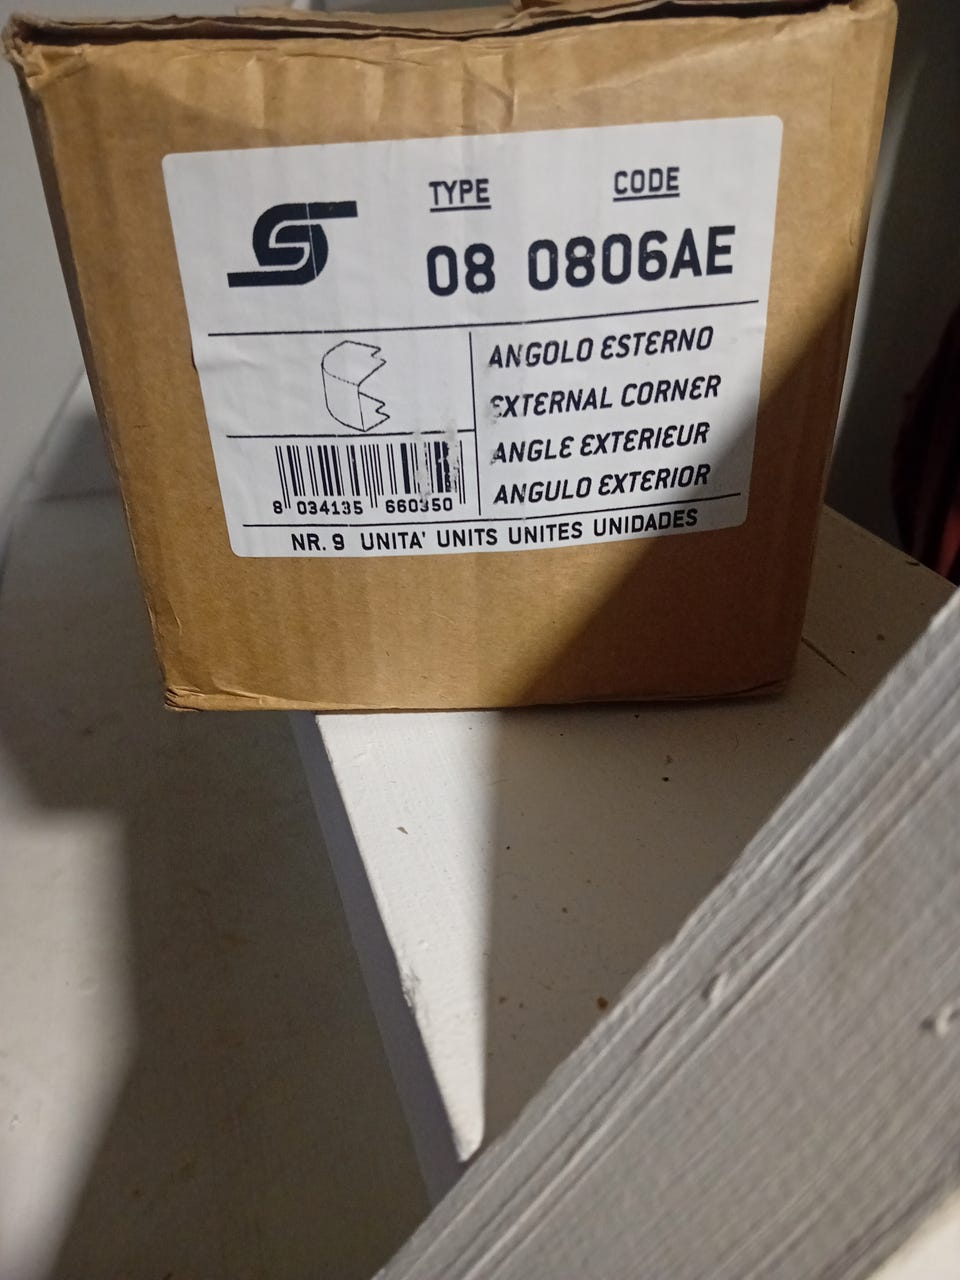 TYPE CODE
08 0806AE
ANGOLO ESTERNO
EXTERNAL CORNER
ANGLE EXTERIEUR
ANGULO EXTERIOR
8 034135 660350
NR. 9 UNITA' UNITS UNITES UNIDADES